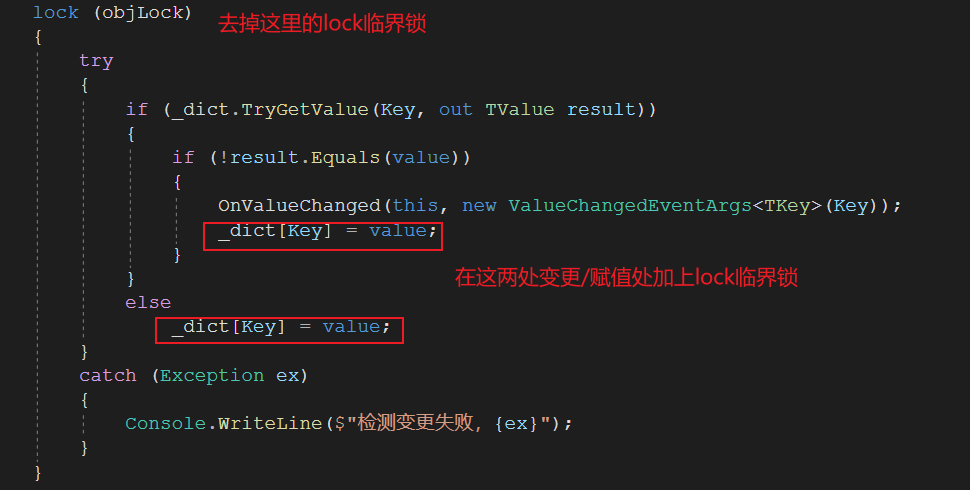 lock (objLock) 去掉这里的lock临界锁
{
try
{
if (_dict.TryGetValue(Key, out TValue result))
{
if (!result.Equals(value))
{
OnValueChanged(this, new ValueChangedEventArgs<TKey>(Key));
_dict[Key] = value;
}
}
在这两处变更/赋值处加上lock临界锁
else
_dict[Key] = value;
}
catch (Exception ex)
{
Console.WriteLine($"检测变更失败，{ex}");
}
}